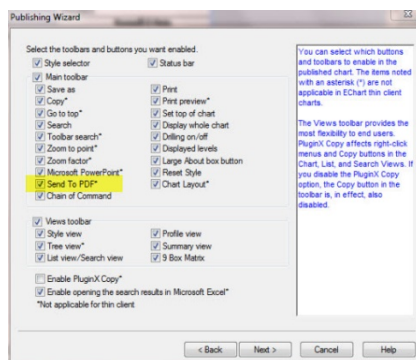 Publishing Wizard
Select the toolbars and buttons you want enabled.
Style selector
Status bar
Main toolbar
Save as
Print
Copy*
Print preview*
Go to top*
Set top of chart
Search
Display whole chart
Toolbar search*
Drilling on/off
Zoom to point*
Displayed levels
Zoom factor*
Large About box button
Microsoft PowerPoint*
Reset Style
Send To PDF*
Chart Layout*
Chain of Command
Views toolbar
Style view
Profile view
Tree view*
Summary view
List view/Search view
9 Box Matrix
Enable PluginX Copy*
Enable opening the search results in Microsoft Excel*
*Not applicable for thin client
You can select which buttons
and toolbars to enable in the
published chart. The items noted
with an asterisk (*) are not
applicable in EChart thin client
charts.
The Views toolbar provides the
most flexibility to end users.
PluginX Copy affects right-click
menus and Copy buttons in the
Chart, List, and Search Views. If
you disable the PluginX Copy
option, the Copy button in the
toolbar is, in effect, also
disabled.
< Back
Next >
Cancel
Help